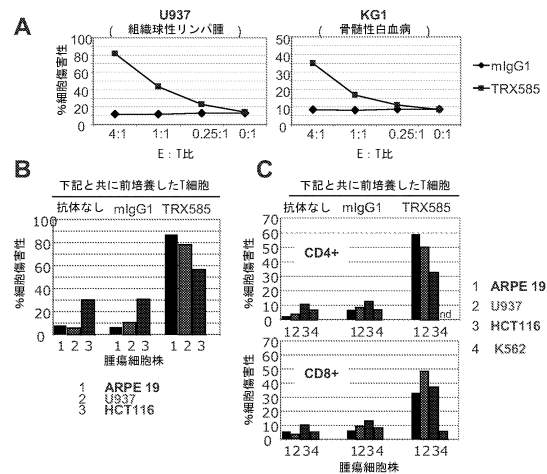 A
U937
( 組織球性リンパ腫 )
KG1
( 骨髄性白血病 )
%細胞傷害性
100
80
60
40
20
0
4:1 1:1 0.25:1 0:1
E：T比
50
40
30
20
10
0
4:1 1:1 0.25:1 0:1
E：T比
mIgG1
TRX585
B
下記と共に前培養したT細胞
抗体なし mIgG1 TRX585
%細胞傷害性
100
80
60
40
20
0
1 2 3 1 2 3 1 2 3
腫瘍細胞株
1 ARPE 19
2 U937
3 HCT116
C
下記と共に前培養したT細胞
抗体なし mIgG1 TRX585
%細胞傷害性
70
60
50
40
30
20
10
0
CD4+
nd
1234 1234 1234
%細胞傷害性
70
60
50
40
30
20
10
0
CD8+
1234 1234 1234
腫瘍細胞株
1 ARPE 19
2 U937
3 HCT116
4 K562